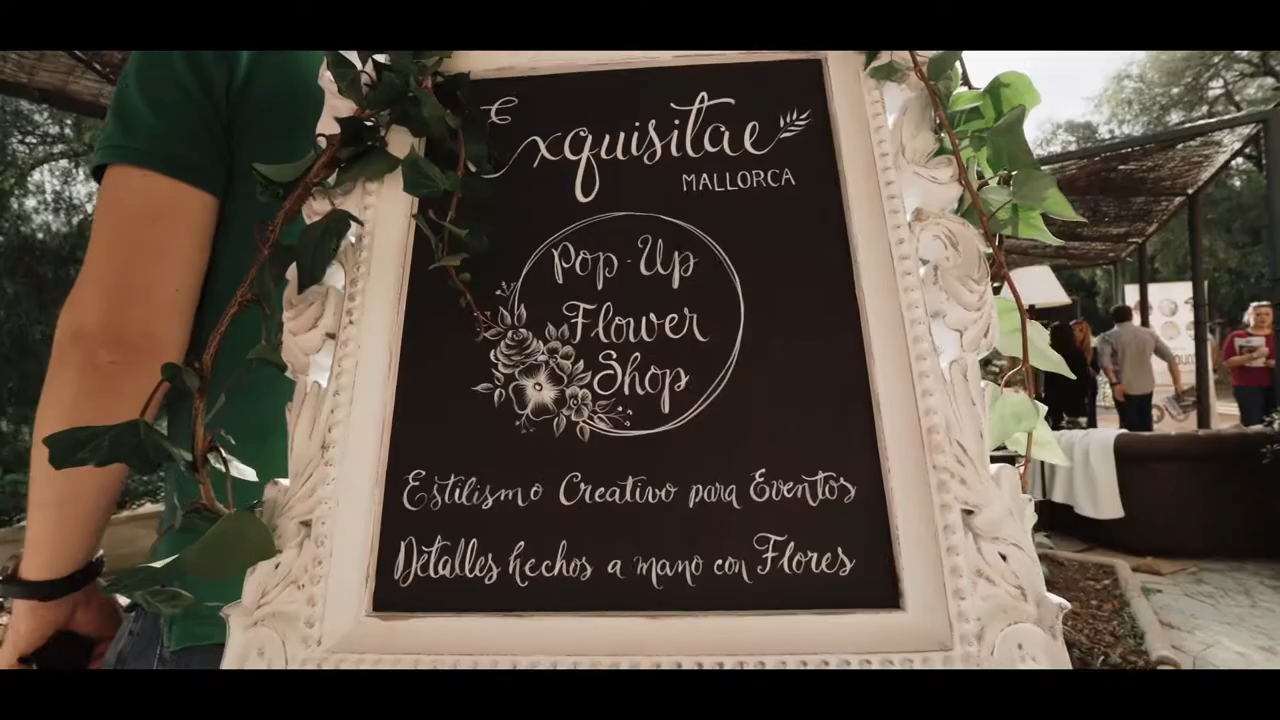 Exquisitae
MALLORCA
Pop-Up
Flower
Shop
Estilismo Creativo para Eventos
Detalles hechos a mano con Flores